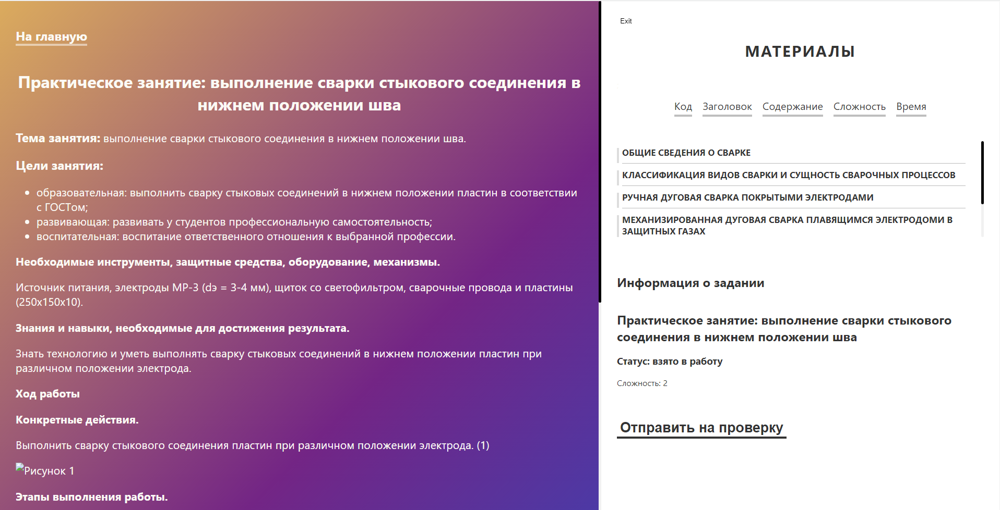 На главную
Практическое занятие: выполнение сварки стыкового соединения в
нижнем положении шва
Тема занятия: выполнение сварки стыкового соединения в нижнем положении шва.
Цели занятия:
образовательная: выполнить сварку стыковых соединений в нижнем положении пластин в соответствии
с ГОСТом;
развивающая: развивать у студентов профессиональную самостоятельность;
воспитательная: воспитание ответственного отношения к выбранной профессии.
Необходимые инструменты, защитные средства, оборудование, механизмы.
Источник питания, электроды МР-3 (dэ = 3-4 мм), щиток со светофильтром, сварочные провода и пластины
(250х150х10).
Знания и навыки, необходимые для достижения результата.
Знать технологию и уметь выполнять сварку стыковых соединений в нижнем положении пластин при
различном положении электрода.
Ход работы
Конкретные действия.
Выполнить сварку стыкового соединения пластин при различном положении электрода. (1)
Рисунок 1
Этапы выполнения работы.
Exit
МАТЕРИАЛЫ
Код Заголовок Содержание Сложность Время
ОБЩИЕ СВЕДЕНИЯ О СВАРКЕ
КЛАССИФИКАЦИЯ ВИДОВ СВАРКИ И СУЩНОСТЬ СВАРОЧНЫХ ПРОЦЕССОВ
РУЧНАЯ ДУГОВАЯ СВАРКА ПОКРЫТЫМИ ЭЛЕКТРОДАМИ
МЕХАНИЗИРОВАННАЯ ДУГОВАЯ СВАРКА ПЛАВЯЩИМСЯ ЭЛЕКТРОДОМИ В
ЗАЩИТНЫХ ГАЗАХ
Информация о задании
Практическое занятие: выполнение сварки стыкового
соединения в нижнем положении шва
Статус: взято в работу
Сложность: 2
Отправить на проверку